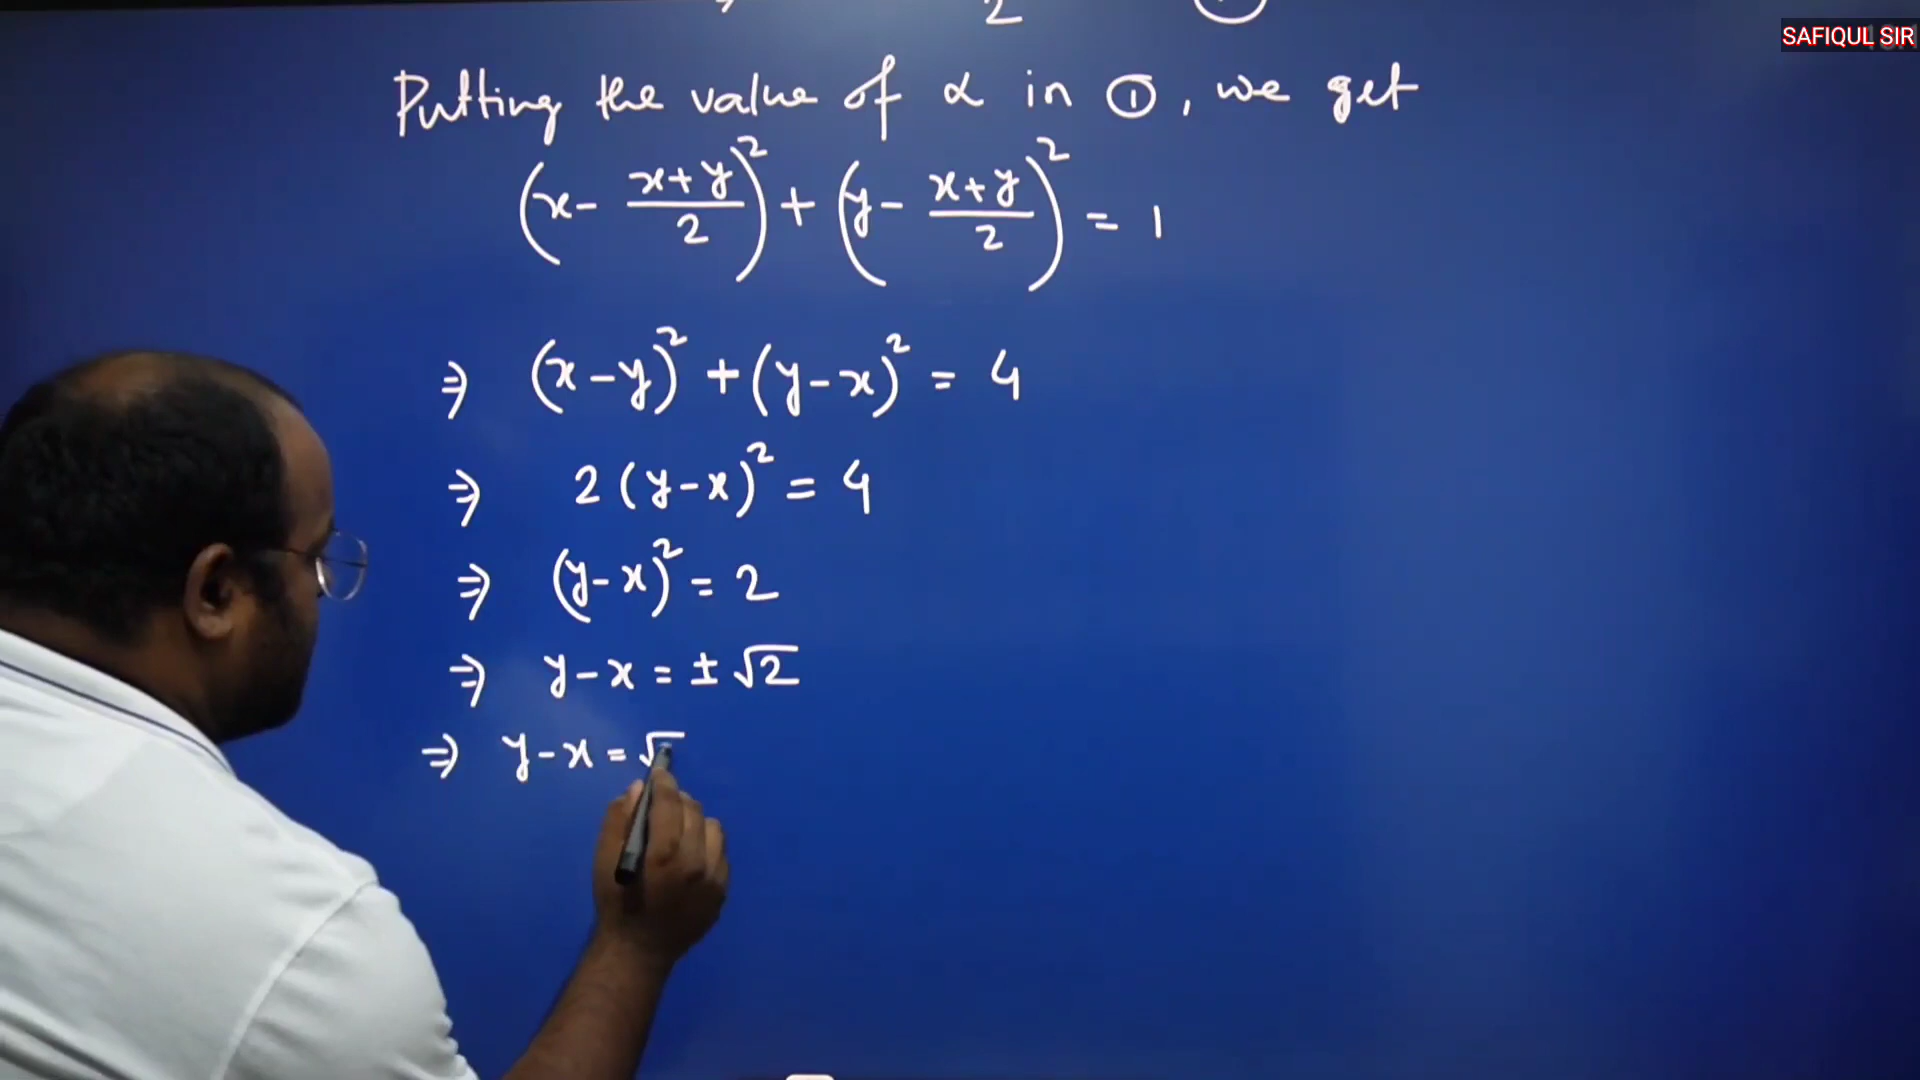 ⇒ 2
SAFIQUL SIR
Putting the value of α in ①, we get
(x - (x+y)/2)² + (y - (x+y)/2)² = 1
⇒ (x-y)² + (y-x)² = 4
⇒ 2(y-x)² = 4
⇒ (y-x)² = 2
⇒ y-x = ± √2
⇒ y-x = √